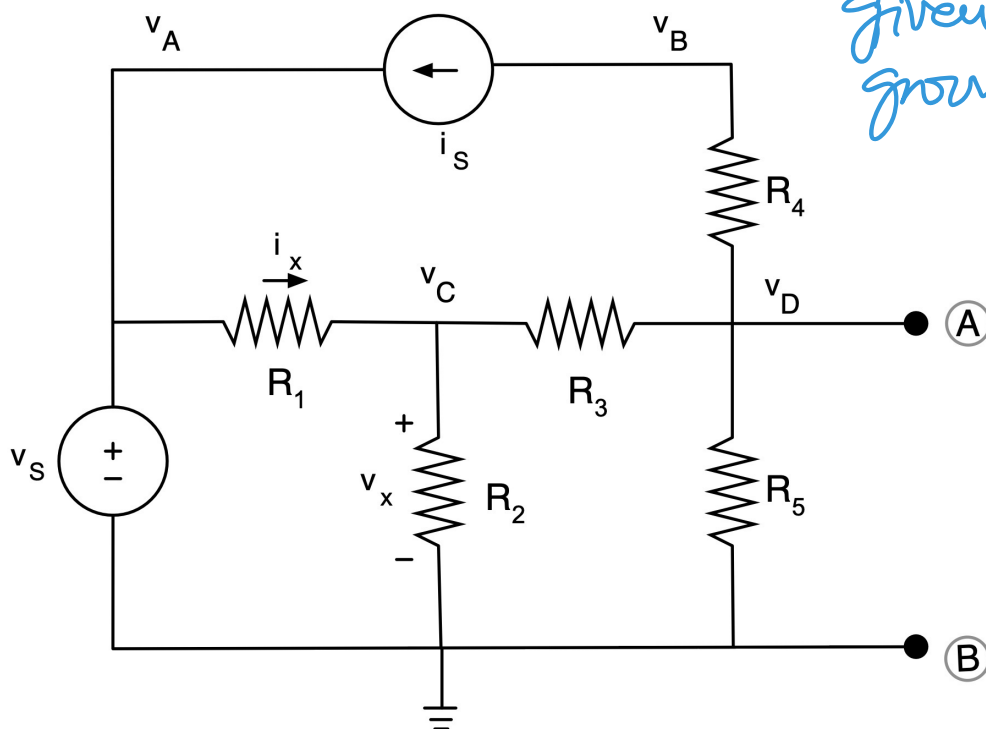 given
grou
v_A
v_B
i_S
R_4
i_x
v_C
v_D
A
R_1
R_3
+
v_S
+
−
v_x
R_2
R_5
−
B